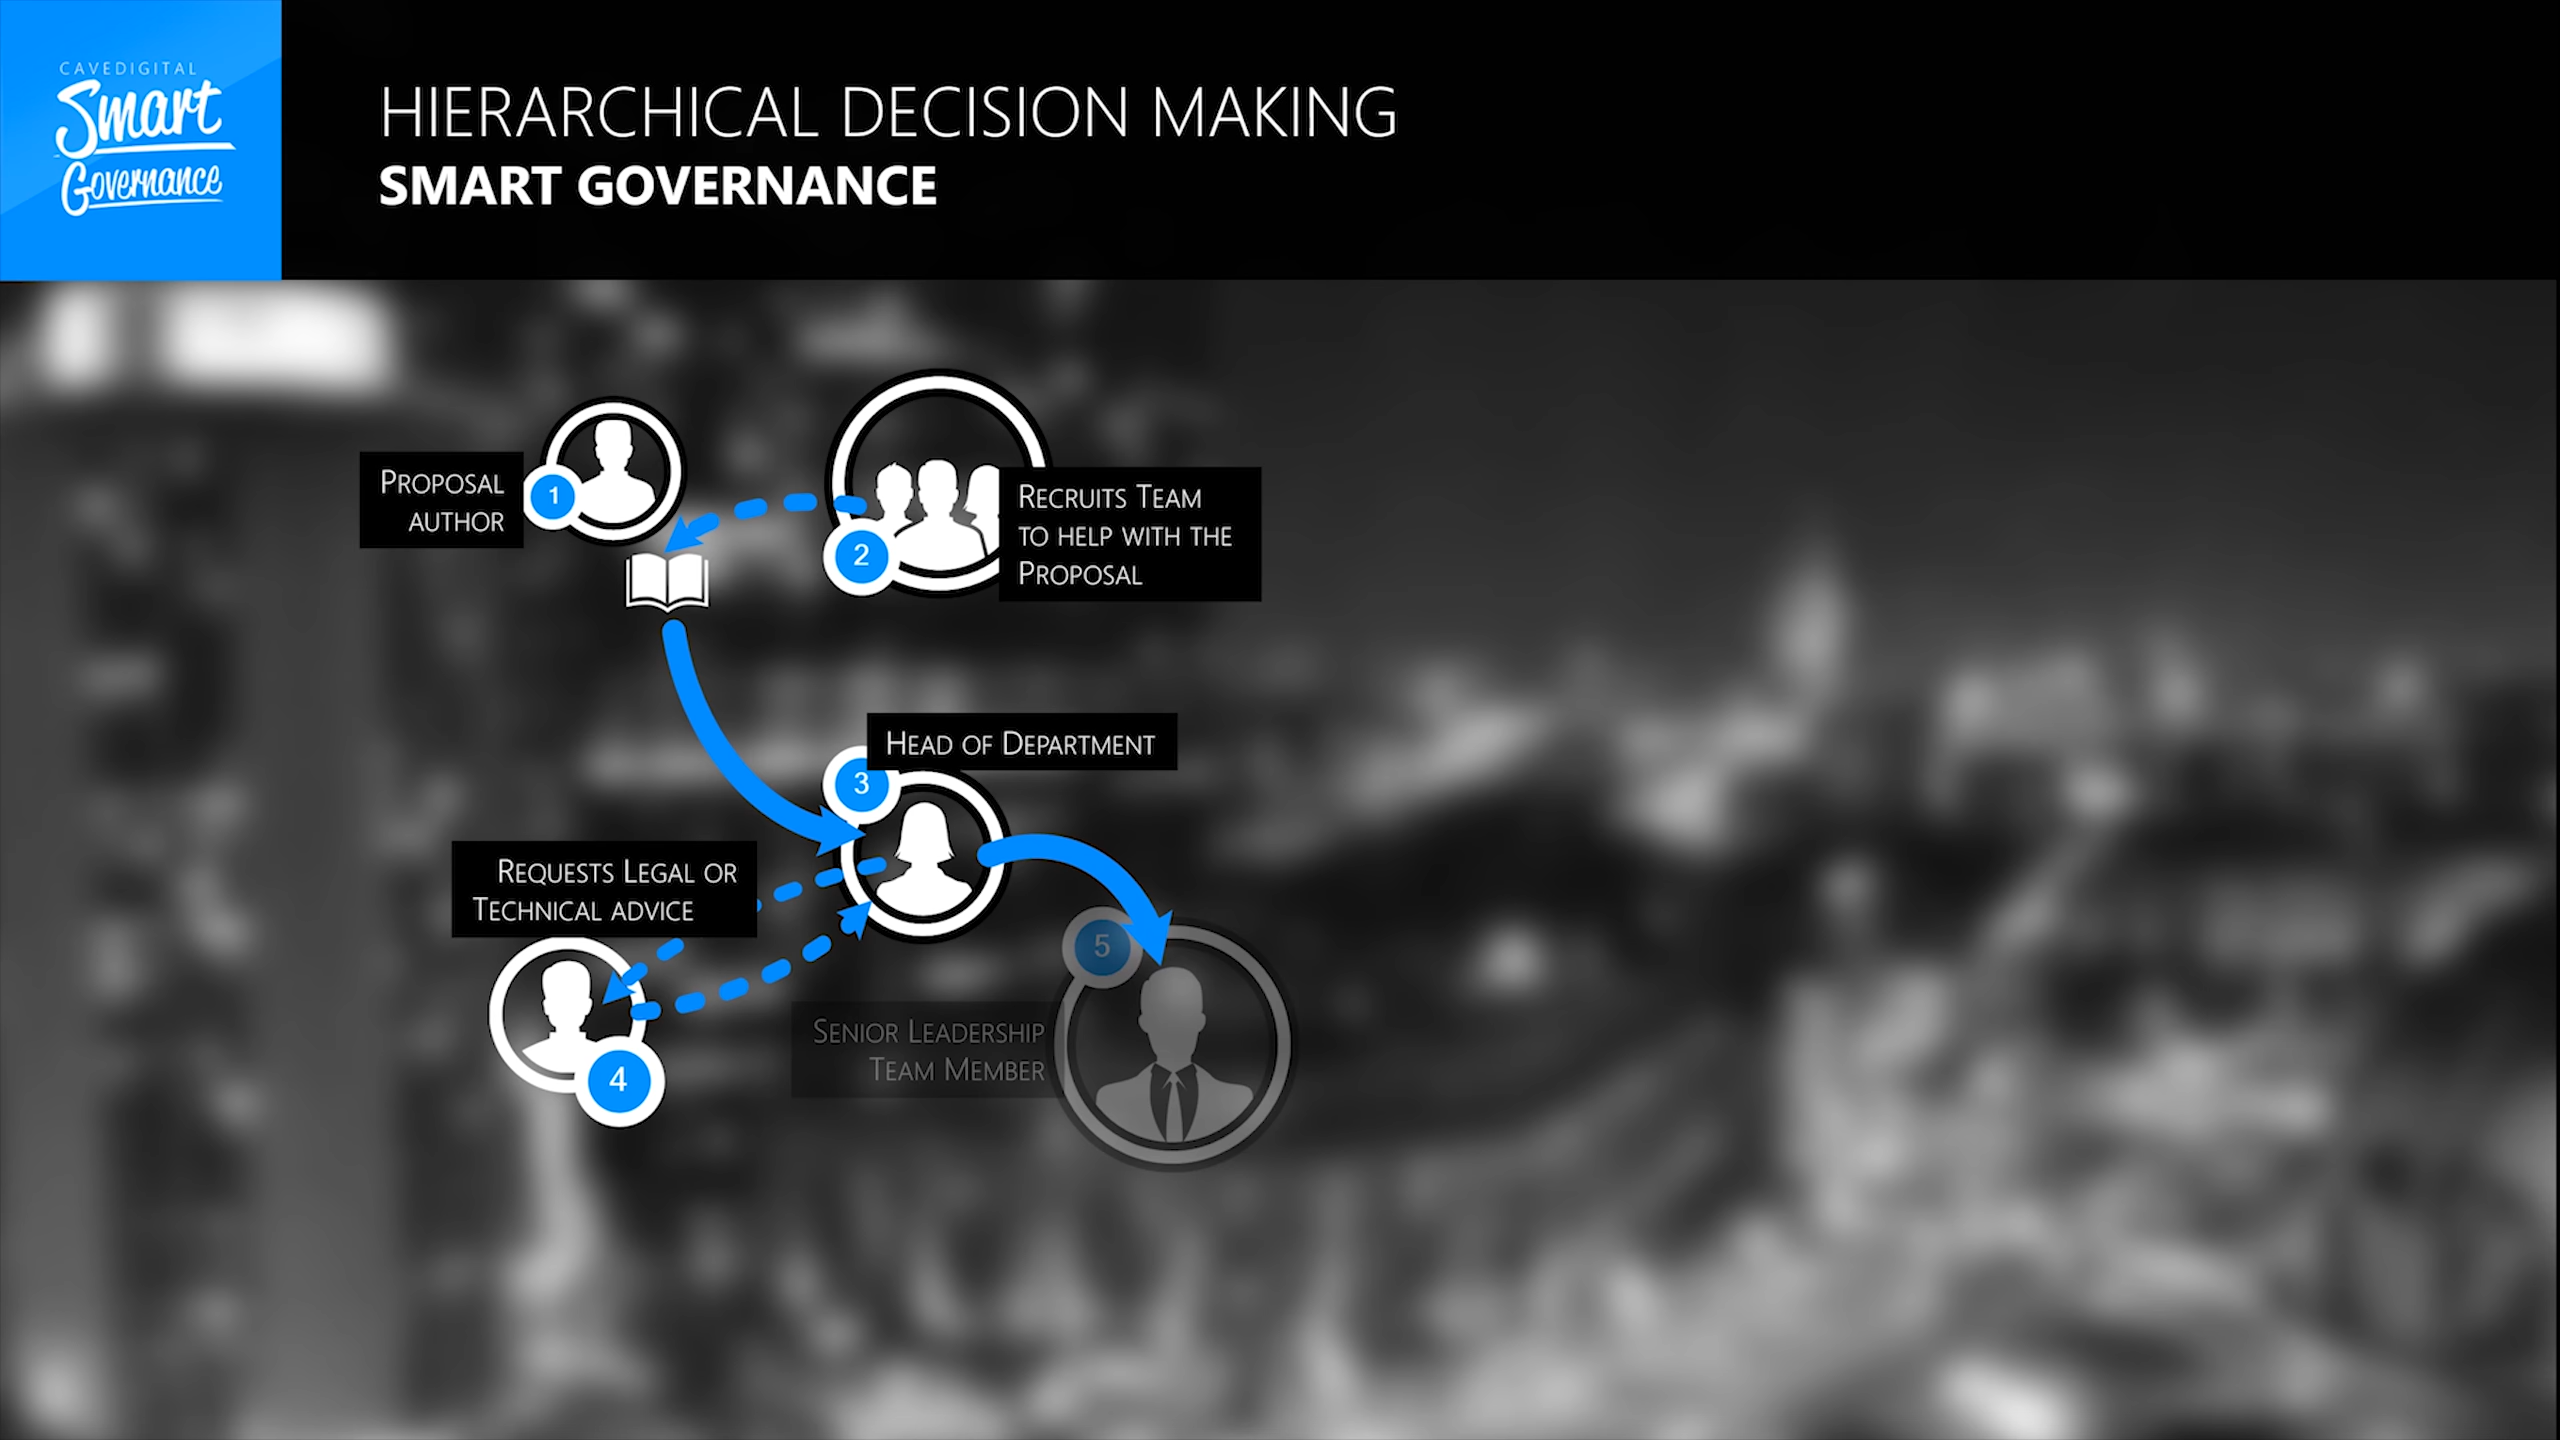 CAVEDIGITAL
Smart
Governance
HIERARCHICAL DECISION MAKING
SMART GOVERNANCE
PROPOSAL
AUTHOR
1
2
RECRUITS TEAM
TO HELP WITH THE
PROPOSAL
HEAD OF DEPARTMENT
3
REQUESTS LEGAL OR
TECHNICAL ADVICE
4
5
SENIOR LEADERSHIP
TEAM MEMBER